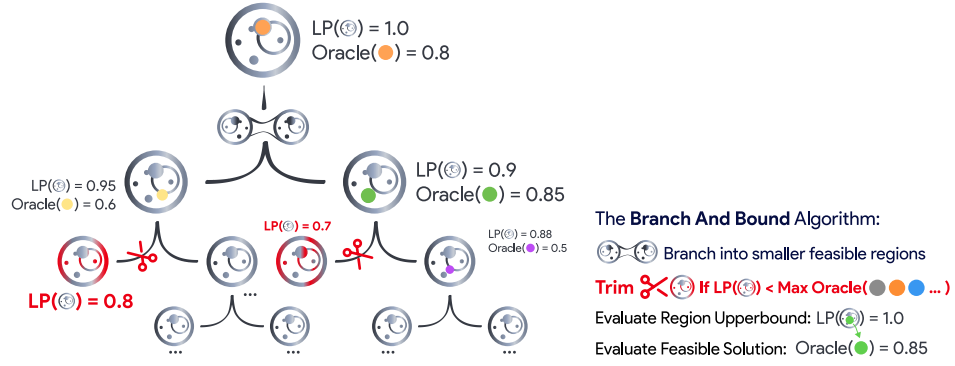 LP( ) = 1.0
Oracle( ) = 0.8
LP( ) = 0.95
Oracle( ) = 0.6
LP( ) = 0.9
Oracle( ) = 0.85
LP( ) = 0.7
LP( ) = 0.88
Oracle( ) = 0.5
LP( ) = 0.8
...
...
...
...
...
The Branch And Bound Algorithm:
Branch into smaller feasible regions
Trim If LP( ) < Max Oracle( ... )
Evaluate Region Upperbound: LP( ) = 1.0
Evaluate Feasible Solution: Oracle( ) = 0.85